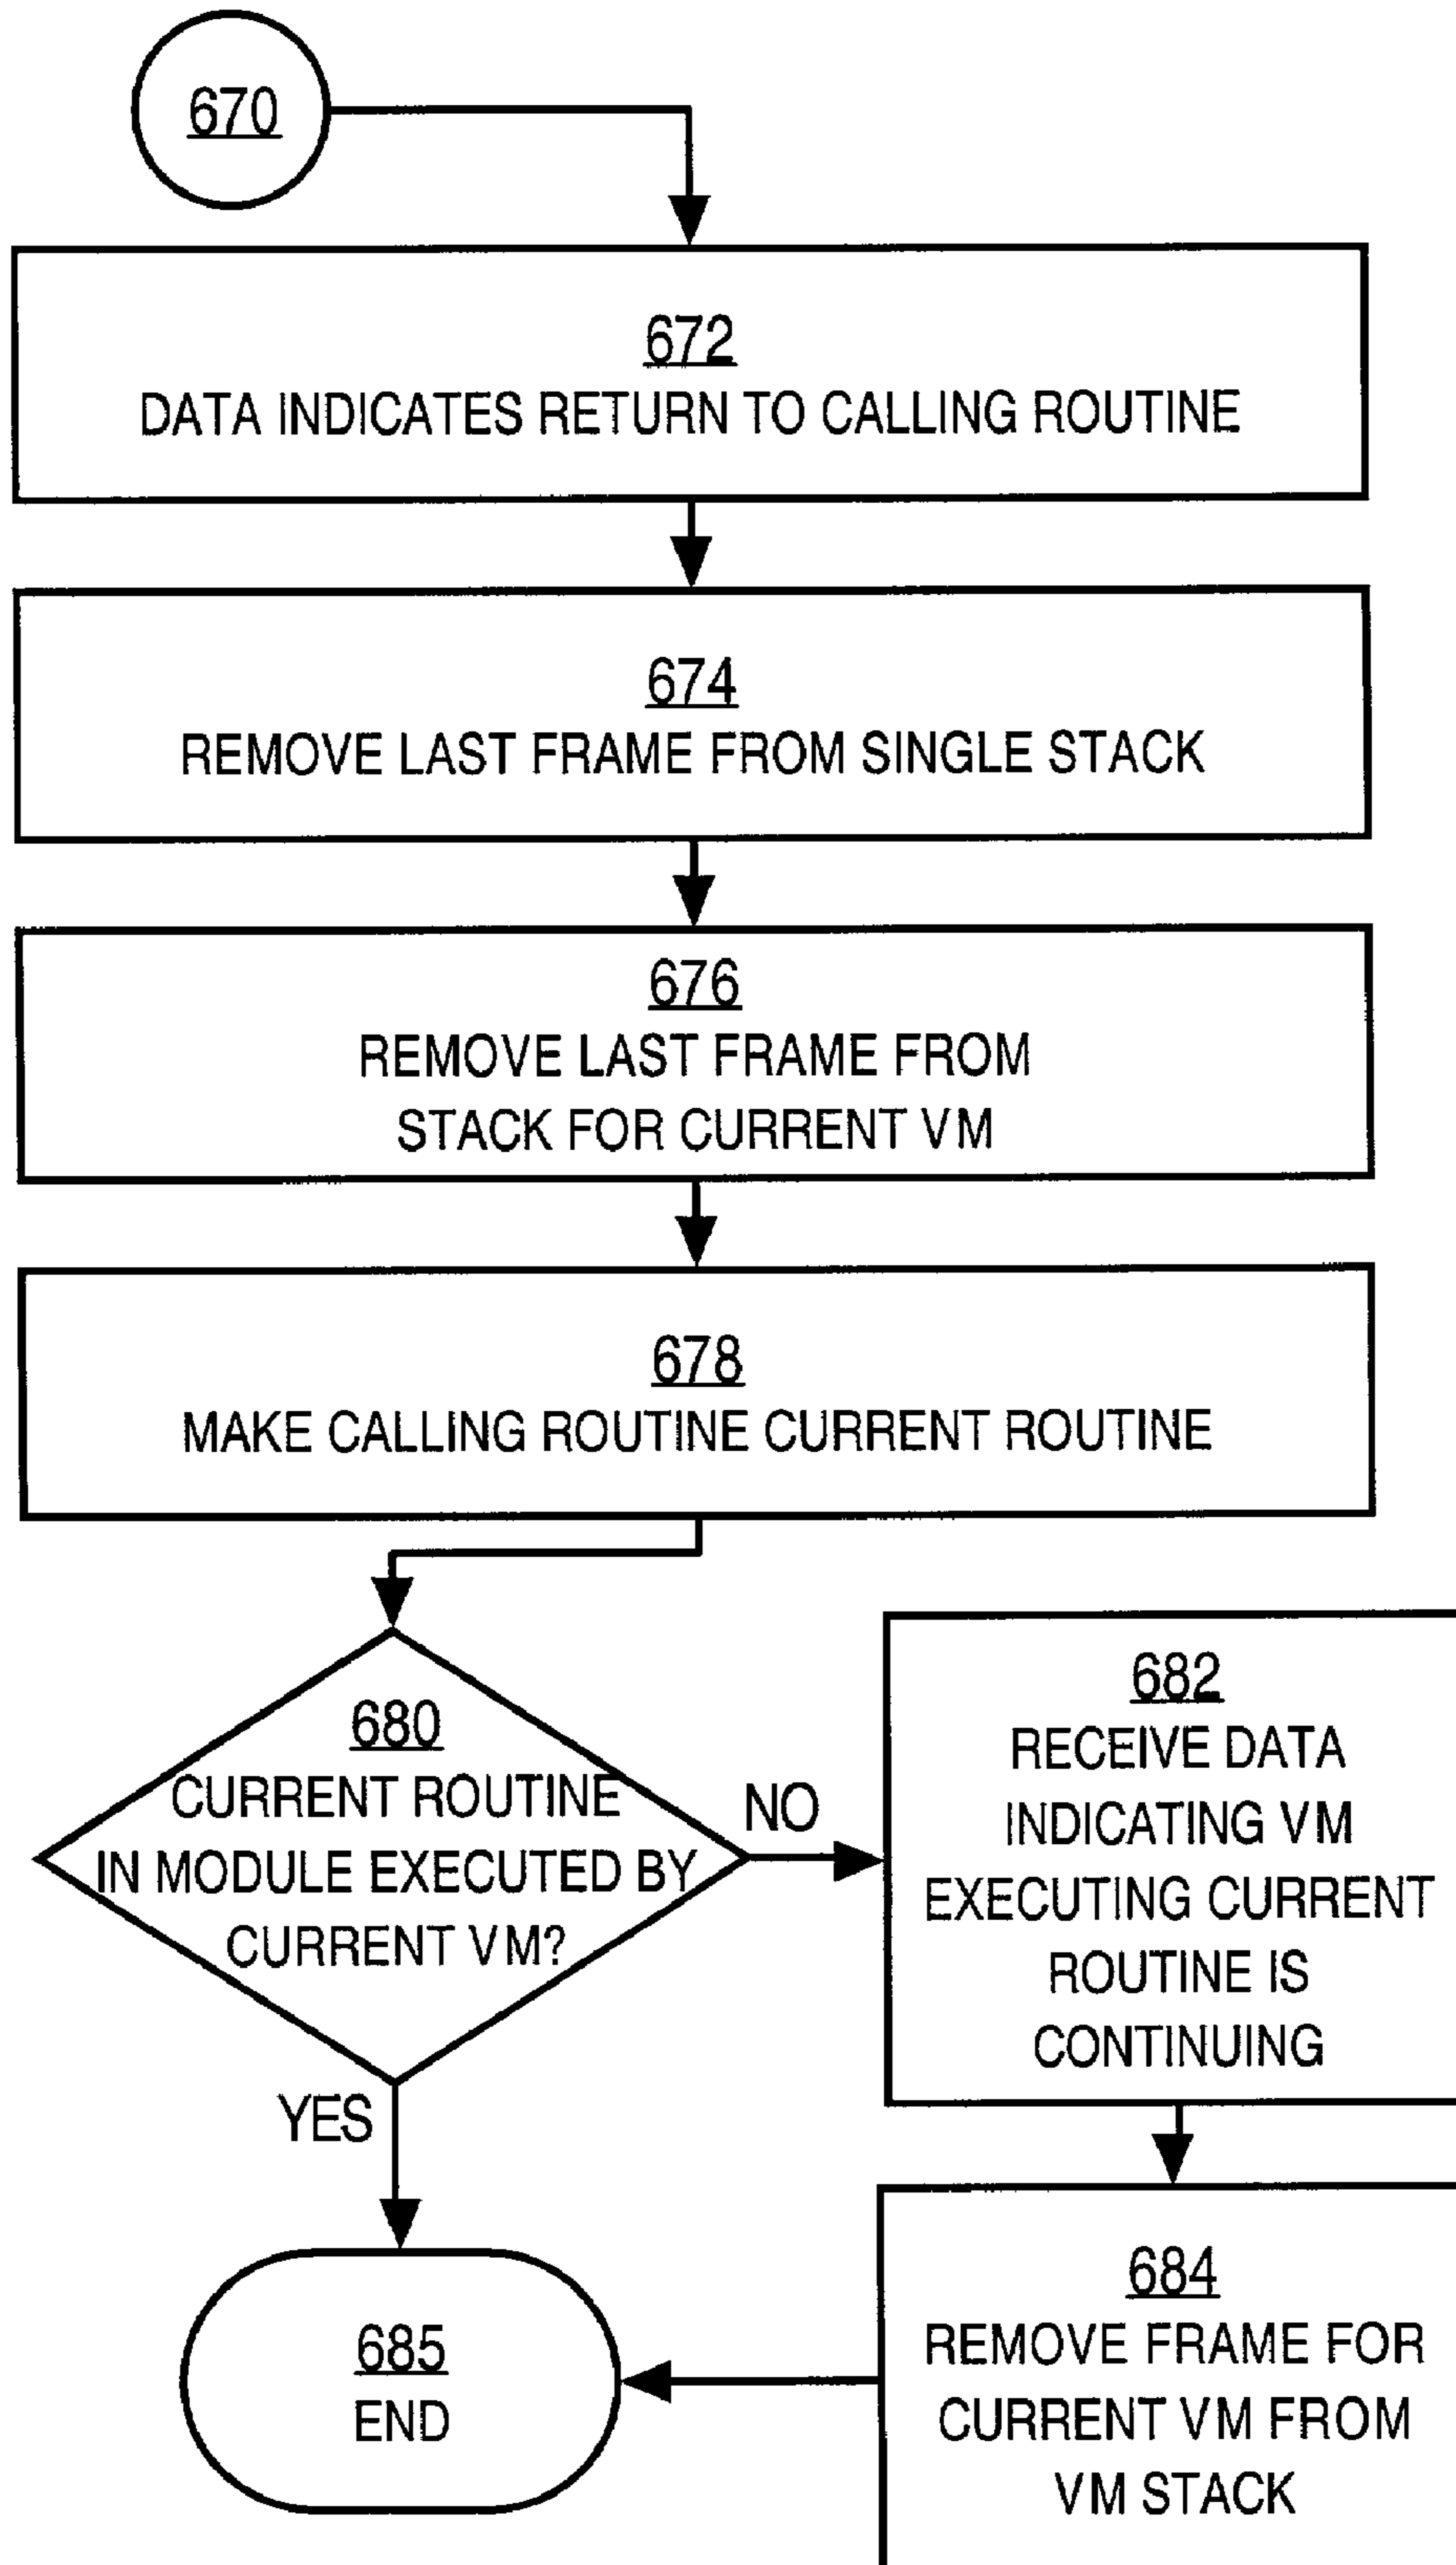 670
672
DATA INDICATES RETURN TO CALLING ROUTINE
674
REMOVE LAST FRAME FROM SINGLE STACK
676
REMOVE LAST FRAME FROM
STACK FOR CURRENT VM
678
MAKE CALLING ROUTINE CURRENT ROUTINE
680
CURRENT ROUTINE
IN MODULE EXECUTED BY
CURRENT VM?
NO
YES
682
RECEIVE DATA
INDICATING VM
EXECUTING CURRENT
ROUTINE IS
CONTINUING
684
REMOVE FRAME FOR
CURRENT VM FROM
VM STACK
685
END